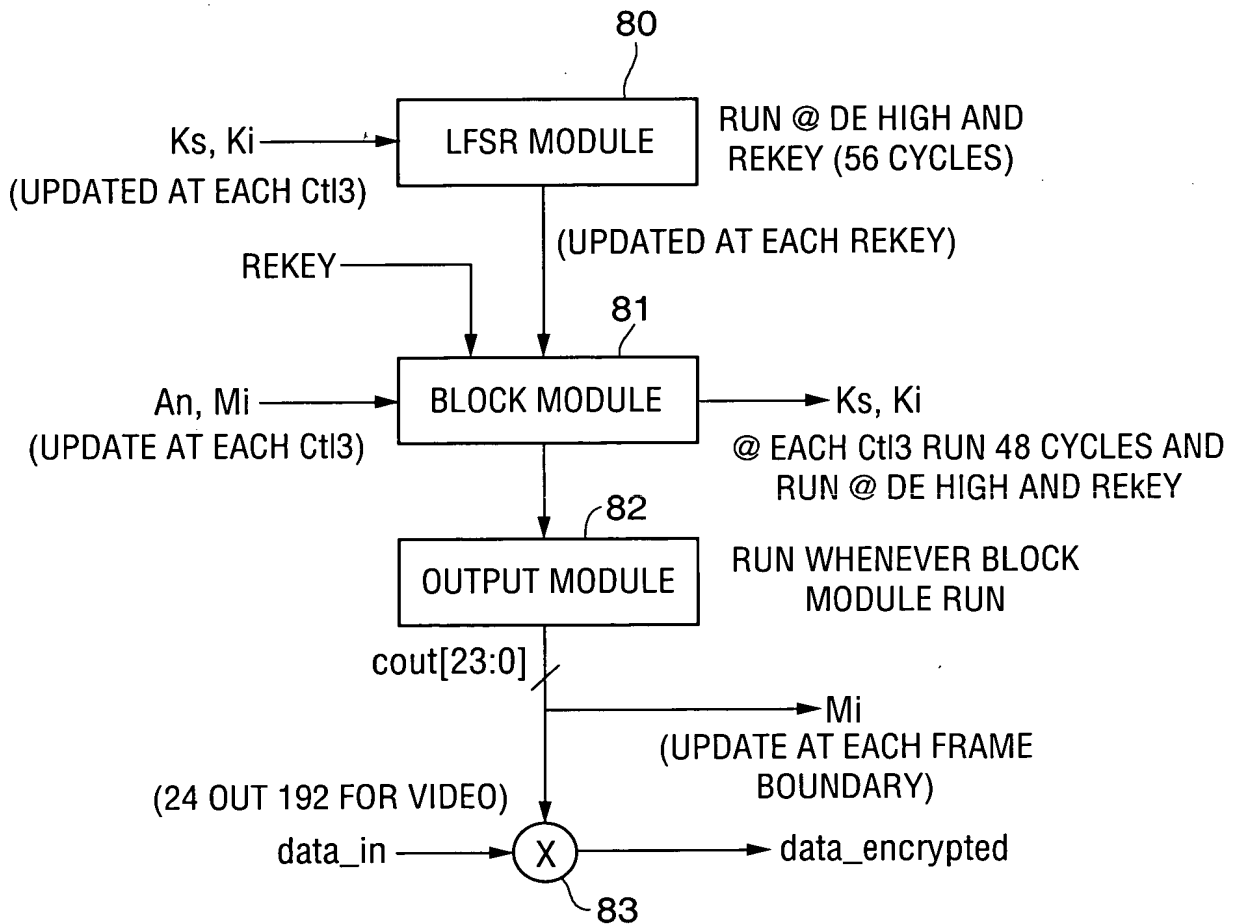 80
Ks, Ki
(UPDATED AT EACH Ctl3)
LFSR MODULE
RUN @ DE HIGH AND
REKEY (56 CYCLES)
(UPDATED AT EACH REKEY)
REKEY
81
An, Mi
(UPDATE AT EACH Ctl3)
BLOCK MODULE
Ks, Ki
@ EACH Ctl3 RUN 48 CYCLES AND
RUN @ DE HIGH AND REkEY
82
OUTPUT MODULE
RUN WHENEVER BLOCK
MODULE RUN
cout[23:0]
Mi
(UPDATE AT EACH FRAME
BOUNDARY)
(24 OUT 192 FOR VIDEO)
data_in
X
data_encrypted
83